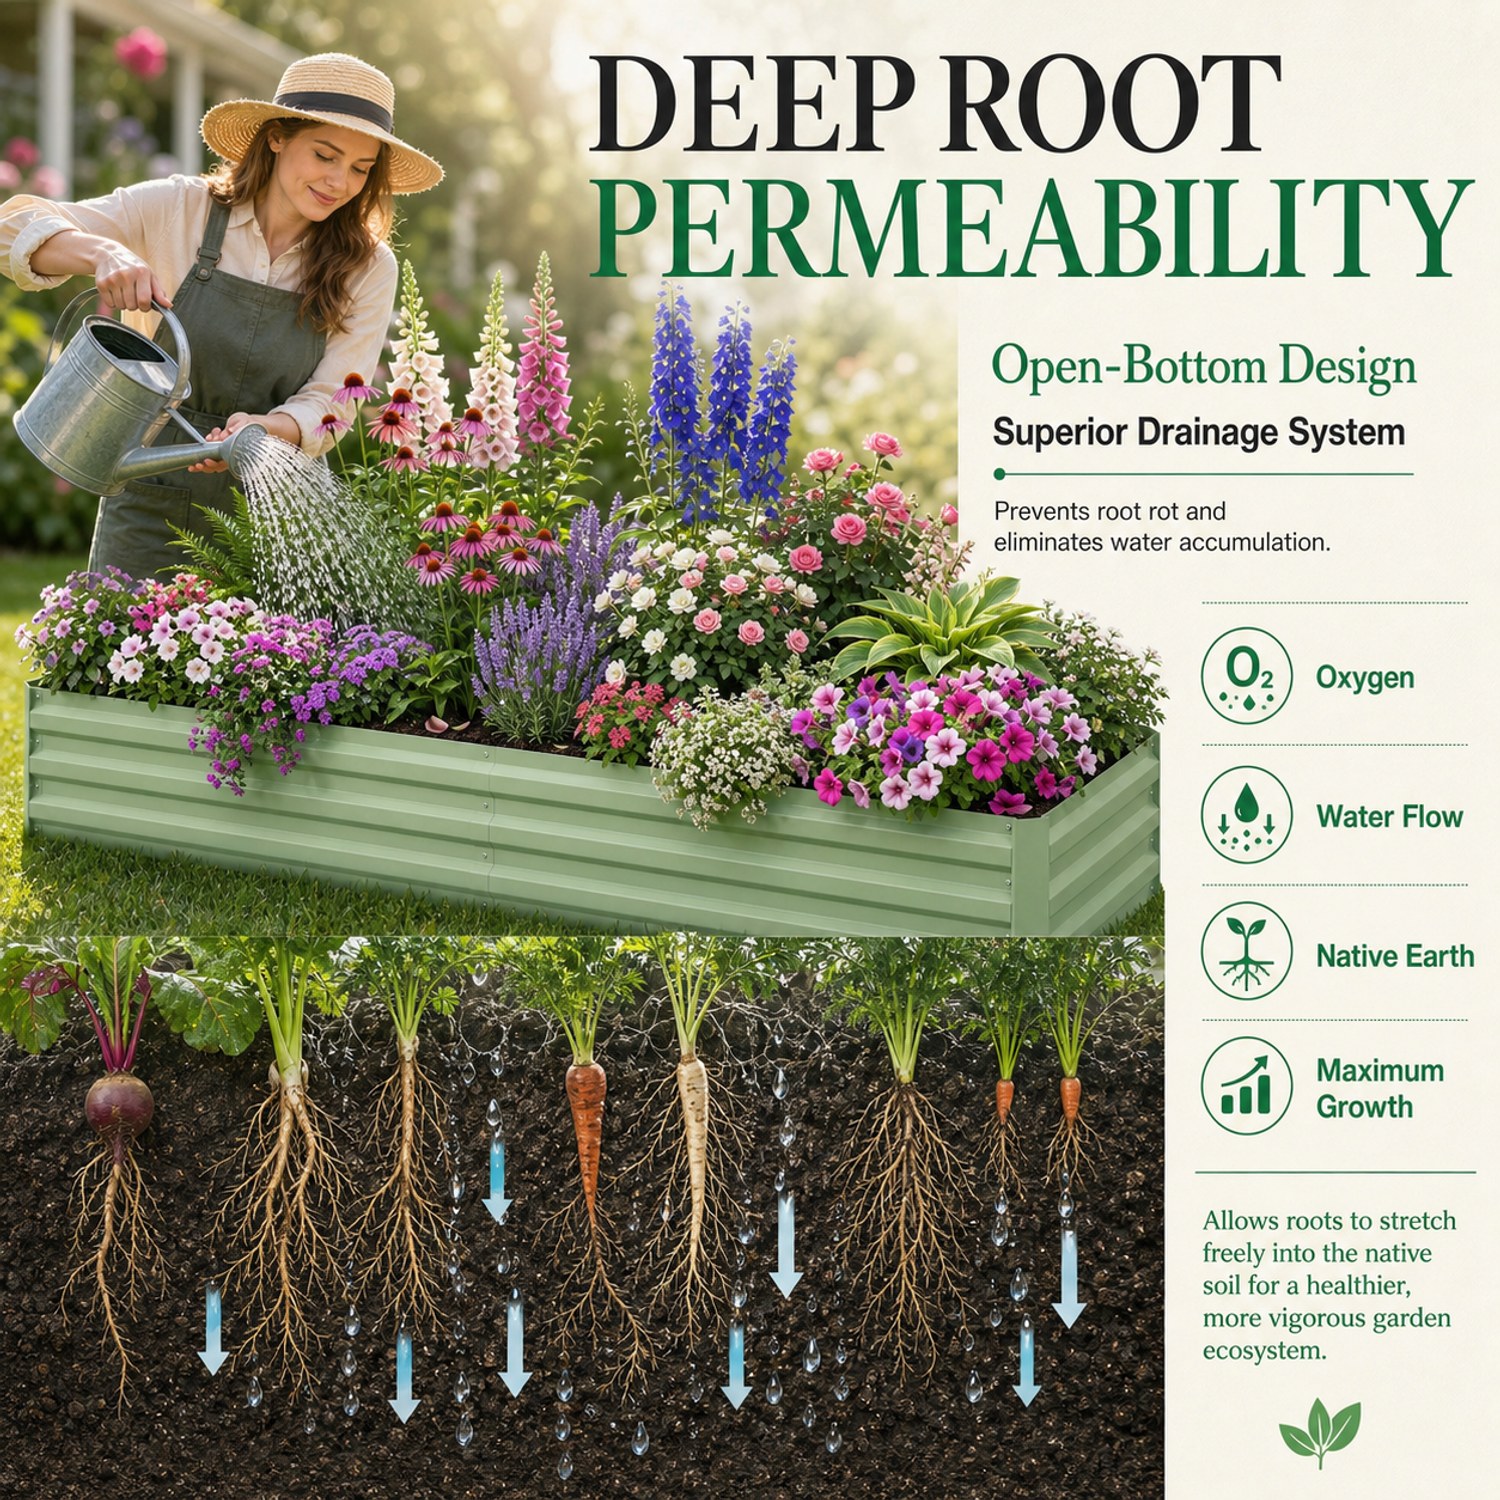 DEEP ROOT
PERMEABILITY
Open-Bottom Design
Superior Drainage System
Prevents root rot and
eliminates water accumulation.
O2
Oxygen
Water Flow
Native Earth
Maximum
Growth
Allows roots to stretch
freely into the native
soil for a healthier,
more vigorous garden
ecosystem.